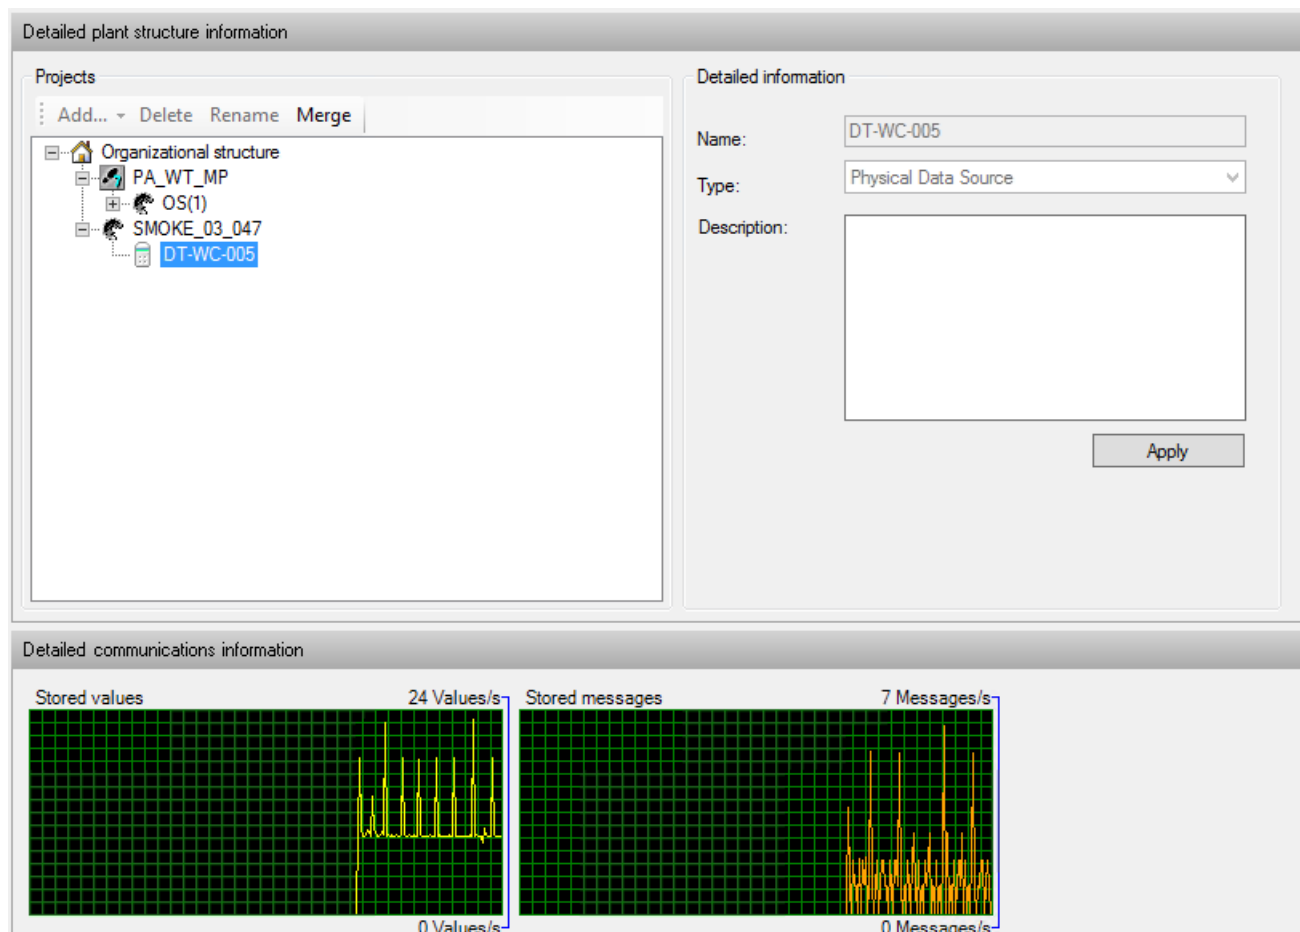 Detailed plant structure information
Projects
Add... Delete Rename Merge
Organizational structure
PA_WT_MP
OS(1)
SMOKE_03_047
DT-WC-005
Detailed information
Name: DT-WC-005
Type: Physical Data Source
Description:
Apply
Detailed communications information
Stored values 24 Values/s
0 Values/s
Stored messages 7 Messages/s
0 Messages/s